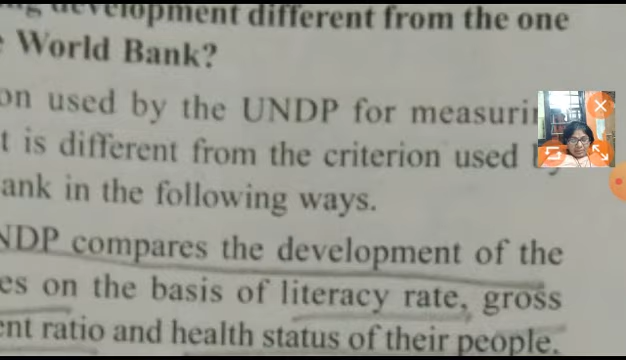 development different from the one
World Bank?
on used by the UNDP for
t is different from the criterion used
ank in the following ways.
NDP compares the development of the
es on the basis of literacy rate, gross
ent ratio and health status of their people.